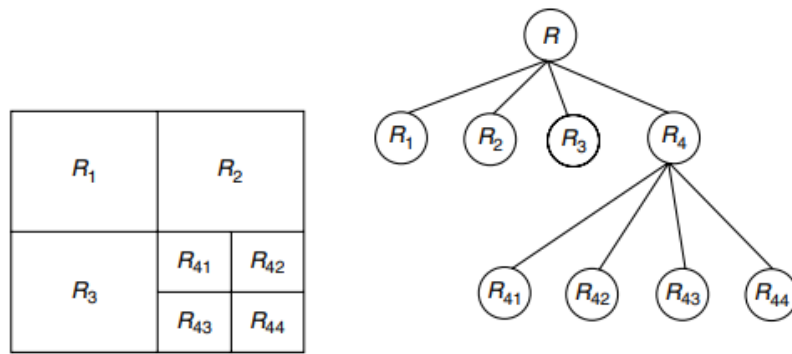 R
R₁ R₂ R₃ R₄
R₁ R₂
R₃ R₄₁ R₄₂
R₄₃ R₄₄
R₄₁ R₄₂ R₄₃ R₄₄